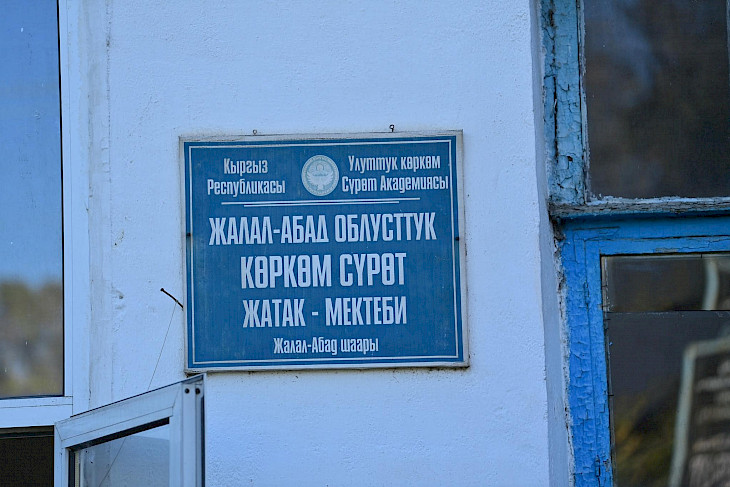 Кыргыз
Республикасы
Улуттук көркөм
Сүрөт Академиясы
ЖАЛАЛ-АБАД ОБЛУСТТУК
КӨРКӨМ СҮРӨТ
ЖАТАК - МЕКТЕБИ
Жалал-Абад шаары